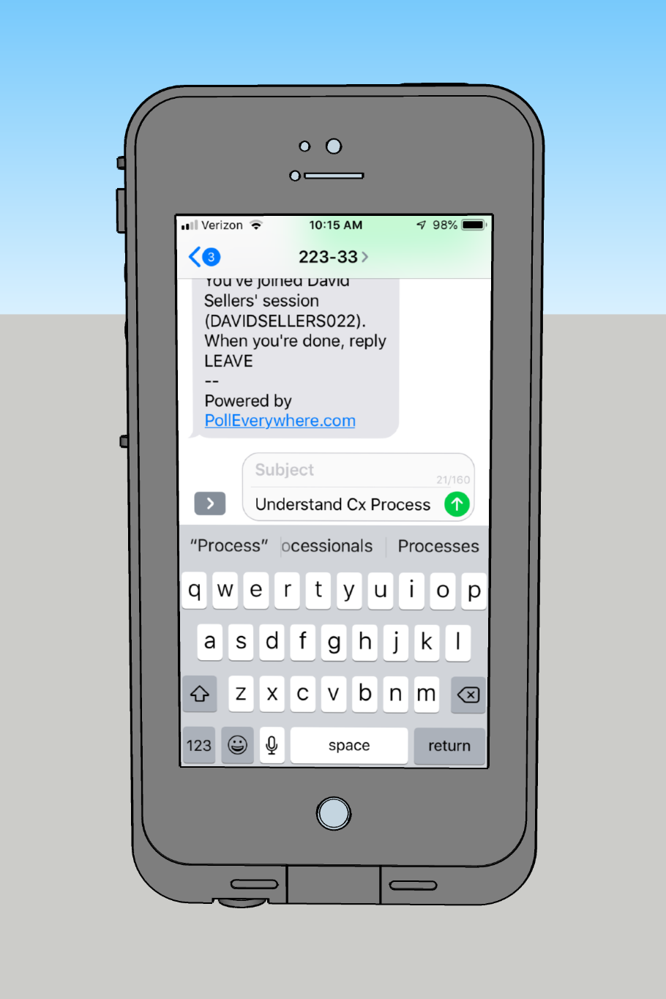 Verizon 10:15 AM 98%
3 223-33
You've joined David
Sellers' session
(DAVIDSELLERS022).
When you're done, reply
LEAVE
--
Powered by
PollEverywhere.com
Subject
21/160
Understand Cx Process
“Process” ocessionals Processes
q w e r t y u i o p
a s d f g h j k l
z x c v b n m
123 space return